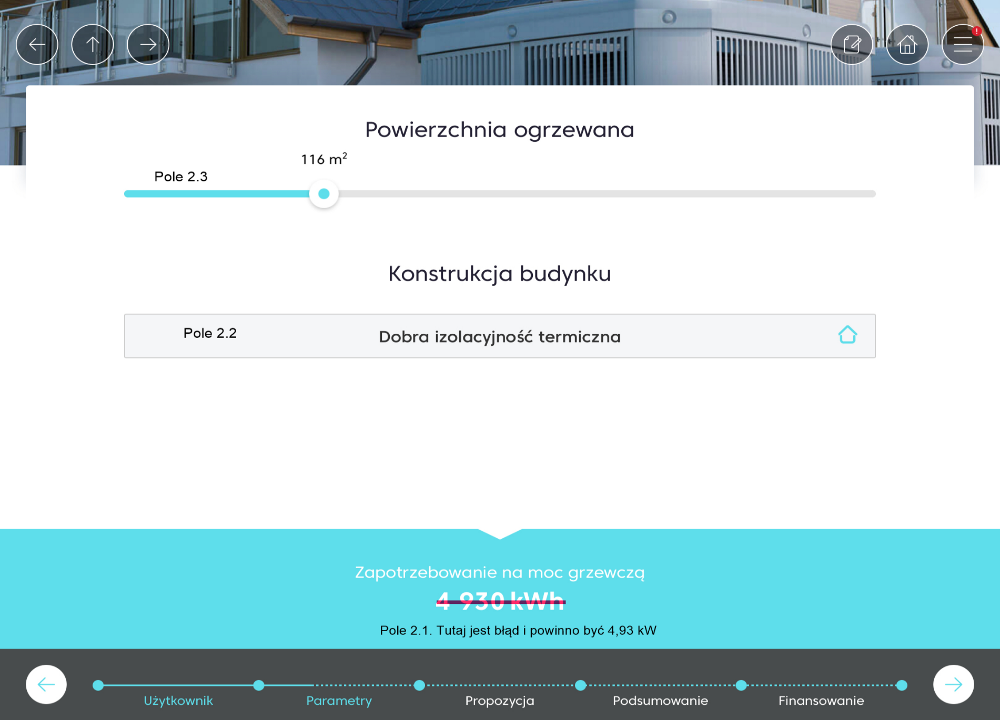 !
Powierzchnia ogrzewana
116 m²
Pole 2.3
Konstrukcja budynku
Pole 2.2
Dobra izolacyjność termiczna
Zapotrzebowanie na moc grzewczą
4 930 kWh
Pole 2.1. Tutaj jest błąd i powinno być 4,93 kW
Użytkownik
Parametry
Propozycja
Podsumowanie
Finansowanie